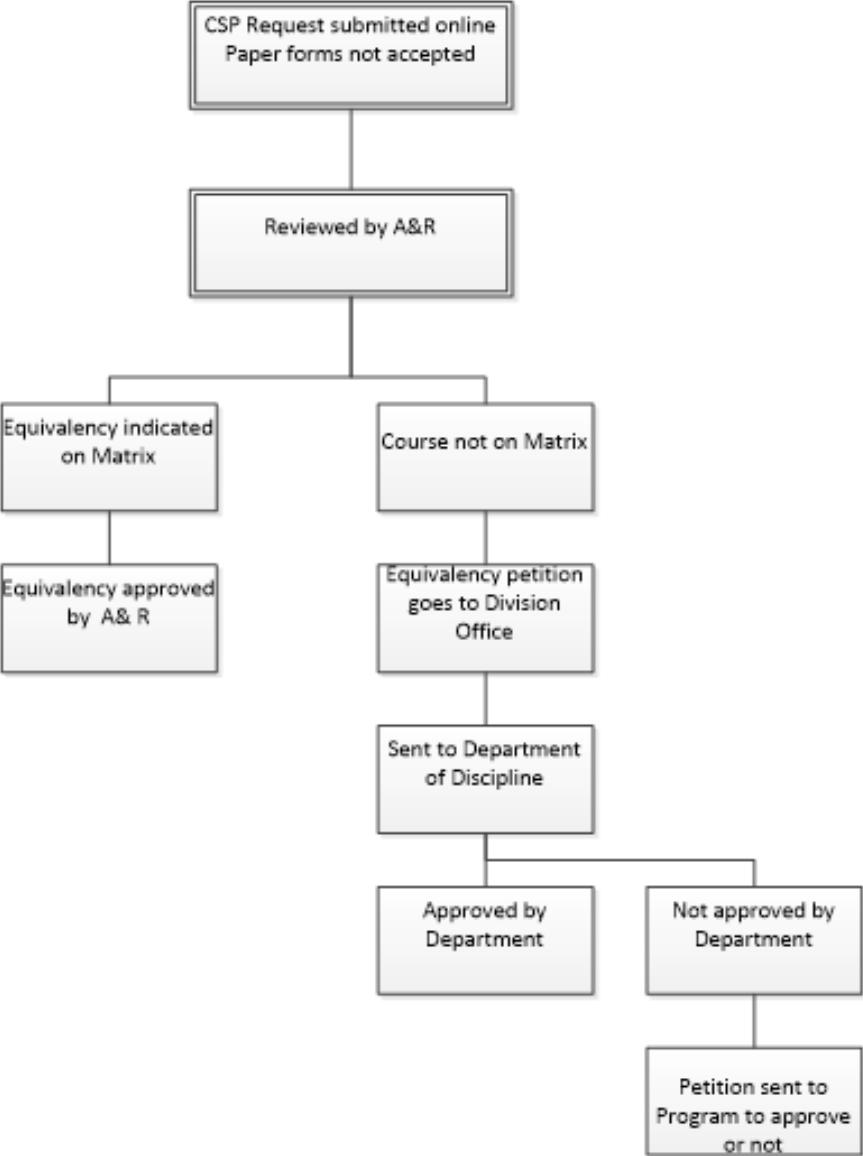 CSP Request submitted online
Paper forms not accepted
Reviewed by A&R
Equivalency indicated
on Matrix
Course not on Matrix
Equivalency approved
by A& R
Equivalency petition
goes to Division
Office
Sent to Department
of Discipline
Approved by
Department
Not approved by
Department
Petition sent to
Program to approve
or not